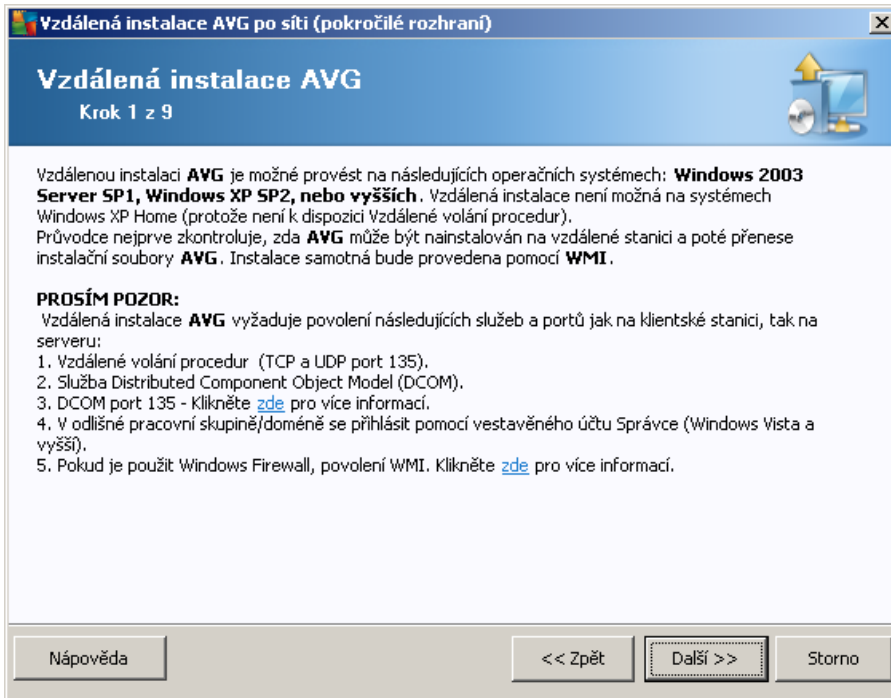 Vzdálená instalace AVG po síti (pokročilé rozhraní)
Vzdálená instalace AVG
Krok 1 z 9
Vzdálenou instalaci AVG je možné provést na následujících operačních systémech: Windows 2003
Server SP1, Windows XP SP2, nebo vyšších. Vzdálená instalace není možná na systémech
Windows XP Home (protože není k dispozici Vzdálené volání procedur).
Průvodce nejprve zkontroluje, zda AVG může být nainstalován na vzdálené stanici a poté přenese
instalační soubory AVG. Instalace samotná bude provedena pomocí WMI.
PROSÍM POZOR:
Vzdálená instalace AVG vyžaduje povolení následujících služeb a portů jak na klientské stanici, tak na
serveru:
1. Vzdálené volání procedur (TCP a UDP port 135).
2. Služba Distributed Component Object Model (DCOM).
3. DCOM port 135 - Klikněte zde pro více informací.
4. V odlišné pracovní skupině/doméně se přihlásit pomocí vestavěného účtu Správce (Windows Vista a
vyšší).
5. Pokud je použit Windows Firewall, povolení WMI. Klikněte zde pro více informací.
Nápověda
<< Zpět
Další >>
Storno